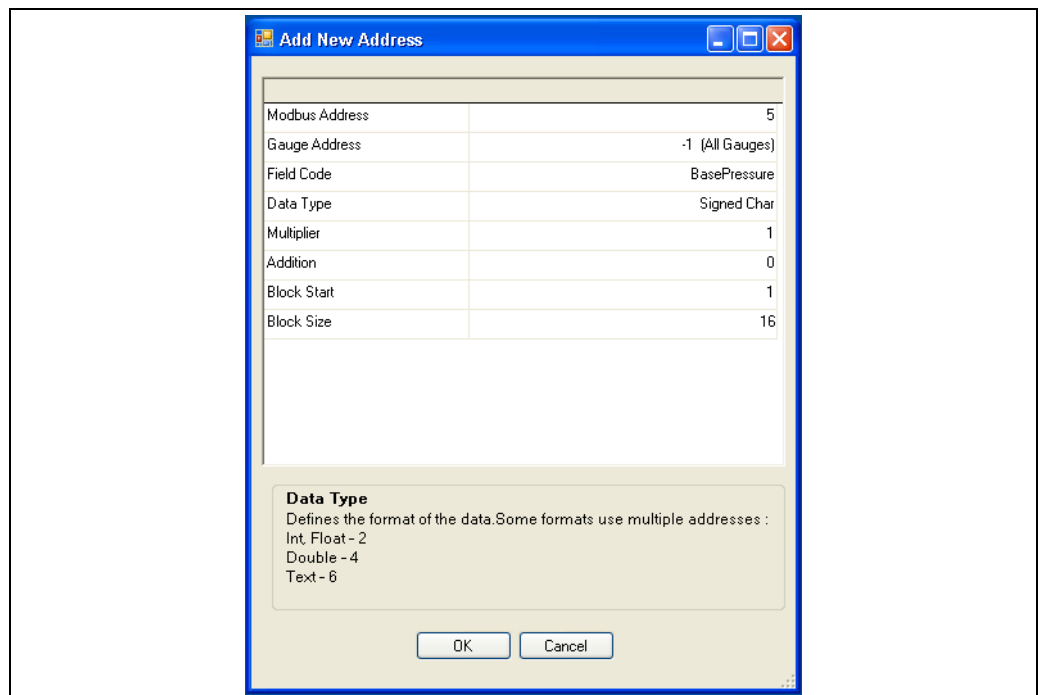 Add New Address
Modbus Address 5
Gauge Address -1 (All Gauges)
Field Code BasePressure
Data Type Signed Char
Multiplier 1
Addition 0
Block Start 1
Block Size 16
Data Type
Defines the format of the data.Some formats use multiple addresses :
Int, Float - 2
Double - 4
Text - 6
OK Cancel